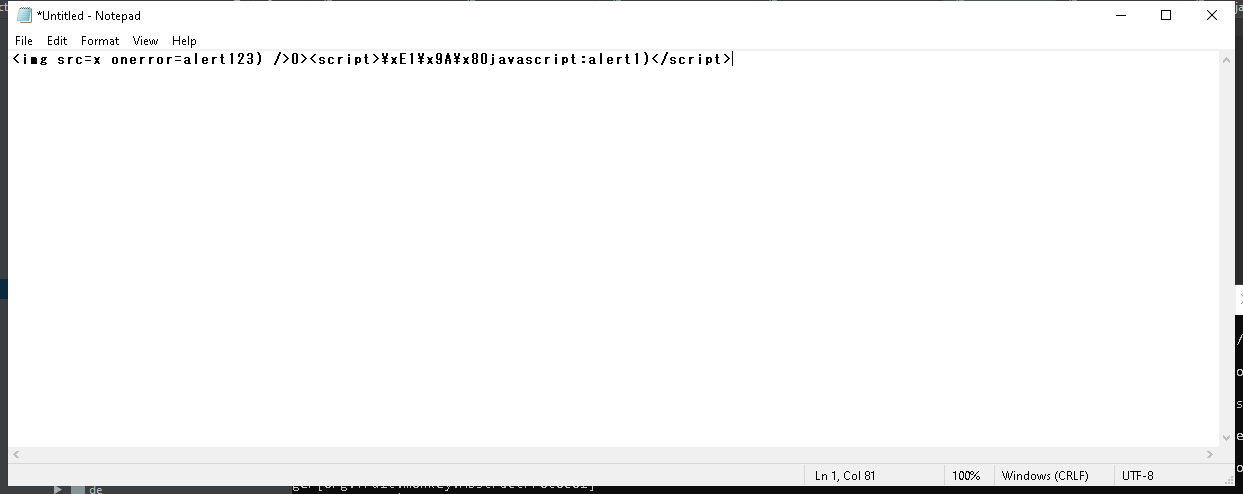 *Untitled - Notepad
File Edit Format View Help
<img src=x onerror=alert123) />0><script>¥xE1¥x9A¥x80javascript:alert1)</script>
Ln 1, Col 81 100% Windows (CRLF) UTF-8
de